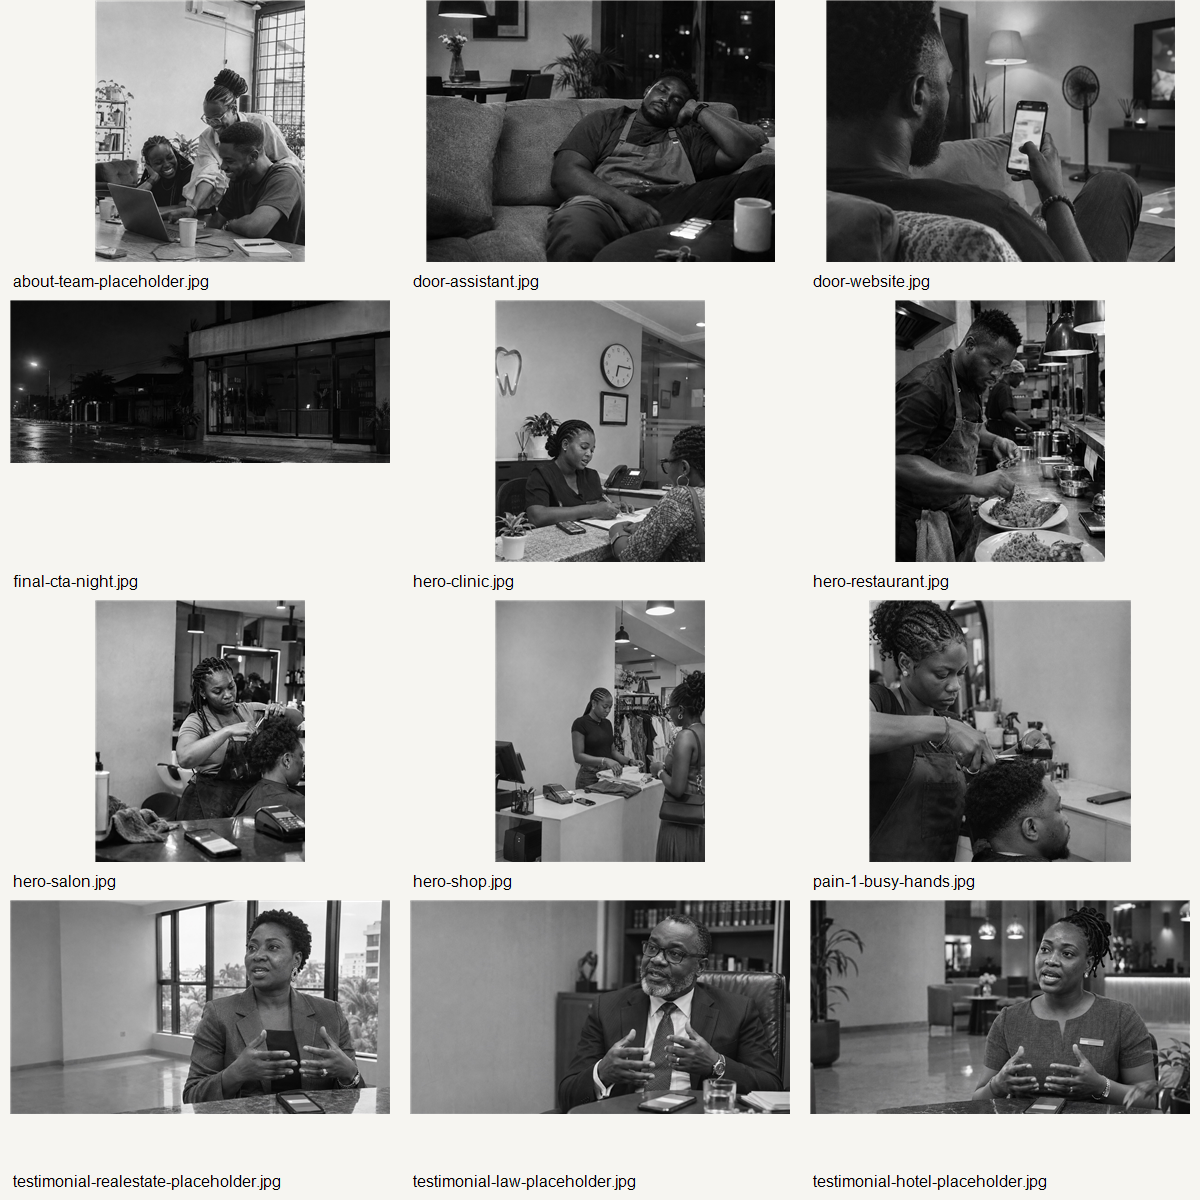 about-team-placeholder.jpg
door-assistant.jpg
door-website.jpg
final-cta-night.jpg
hero-clinic.jpg
hero-restaurant.jpg
hero-salon.jpg
hero-shop.jpg
pain-1-busy-hands.jpg
testimonial-realestate-placeholder.jpg
testimonial-law-placeholder.jpg
testimonial-hotel-placeholder.jpg